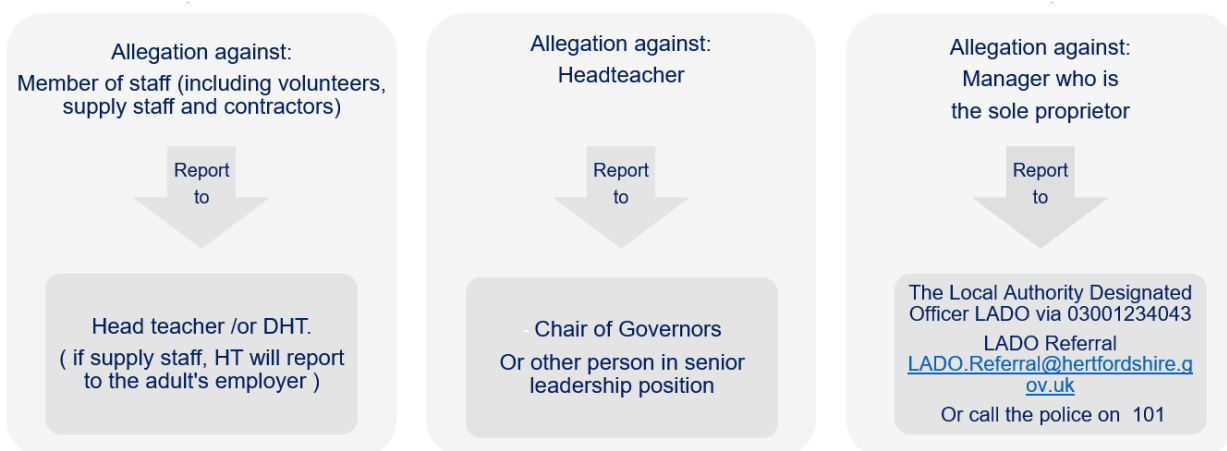 Allegation against:
Member of staff (including volunteers,
supply staff and contractors)
Report
to
Head teacher /or DHT.
( if supply staff, HT will report
to the adult's employer )
Allegation against:
Headteacher
Report
to
- Chair of Governors
Or other person in senior
leadership position
Allegation against:
Manager who is
the sole proprietor
Report
to
The Local Authority Designated
Officer LADO via 03001234043
LADO Referral
LADO.Referral@hertfordshire.g
ov.uk
Or call the police on 101